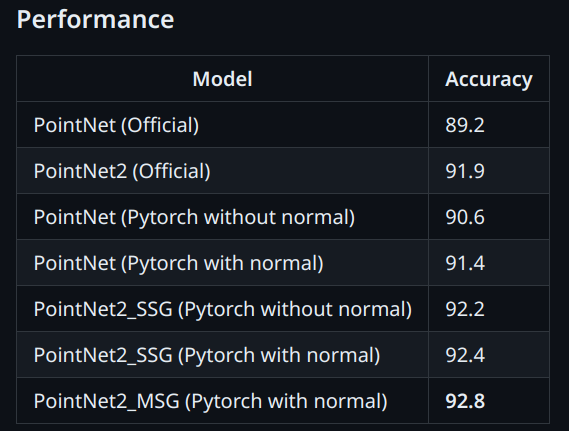 Performance
Model Accuracy
PointNet (Official) 89.2
PointNet2 (Official) 91.9
PointNet (Pytorch without normal) 90.6
PointNet (Pytorch with normal) 91.4
PointNet2_SSG (Pytorch without normal) 92.2
PointNet2_SSG (Pytorch with normal) 92.4
PointNet2_MSG (Pytorch with normal) 92.8